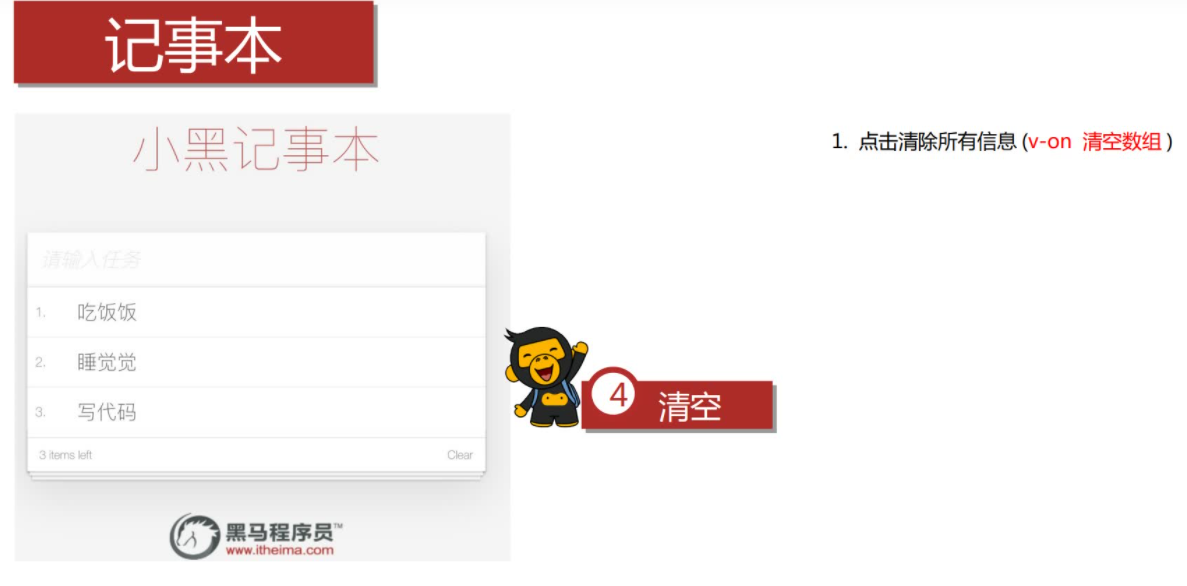 记事本
小黑记事本
请输入任务
1. 吃饭饭
2. 睡觉觉
3. 写代码
3 items left Clear
黑马程序员™
www.itheima.com
4 清空
1. 点击清除所有信息 (v-on 清空数组 )